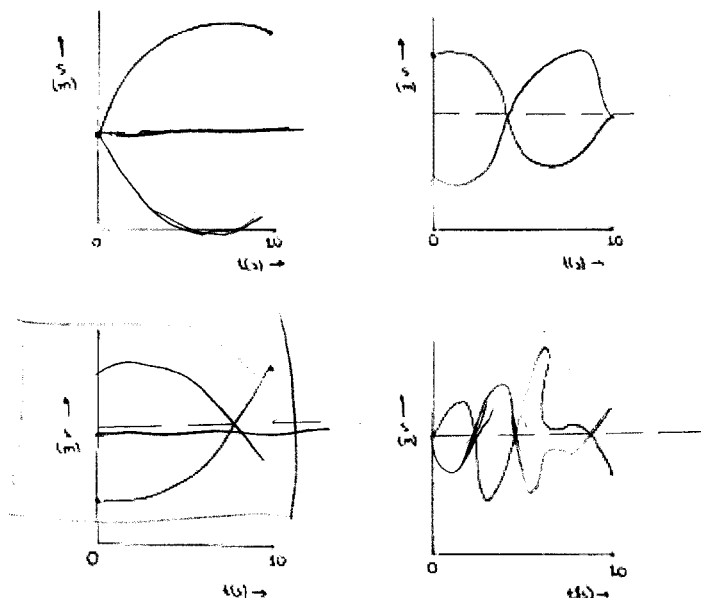 s →
[m]
0 10
t(s) →
s →
[m]
0 10
t(s) →
s →
[m]
0 10
t(s) →
s →
[m]
0 10
t(s) →